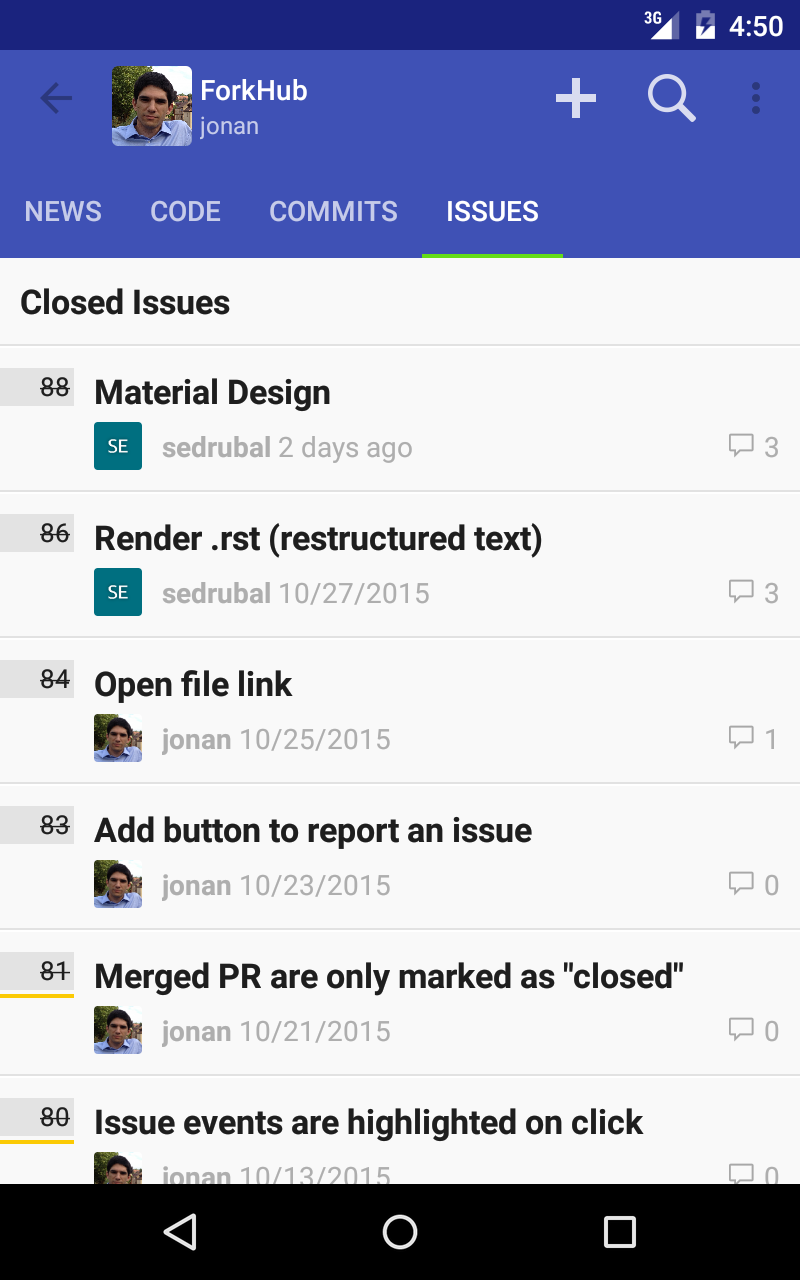 3G 4:50
ForkHub
jonan
NEWS CODE COMMITS ISSUES
Closed Issues
88 Material Design
SE sedrubal 2 days ago 3
86 Render .rst (restructured text)
SE sedrubal 10/27/2015 3
84 Open file link
jonan 10/25/2015 1
83 Add button to report an issue
jonan 10/23/2015 0
81 Merged PR are only marked as "closed"
jonan 10/21/2015 0
80 Issue events are highlighted on click
jonan 10/13/2015 0